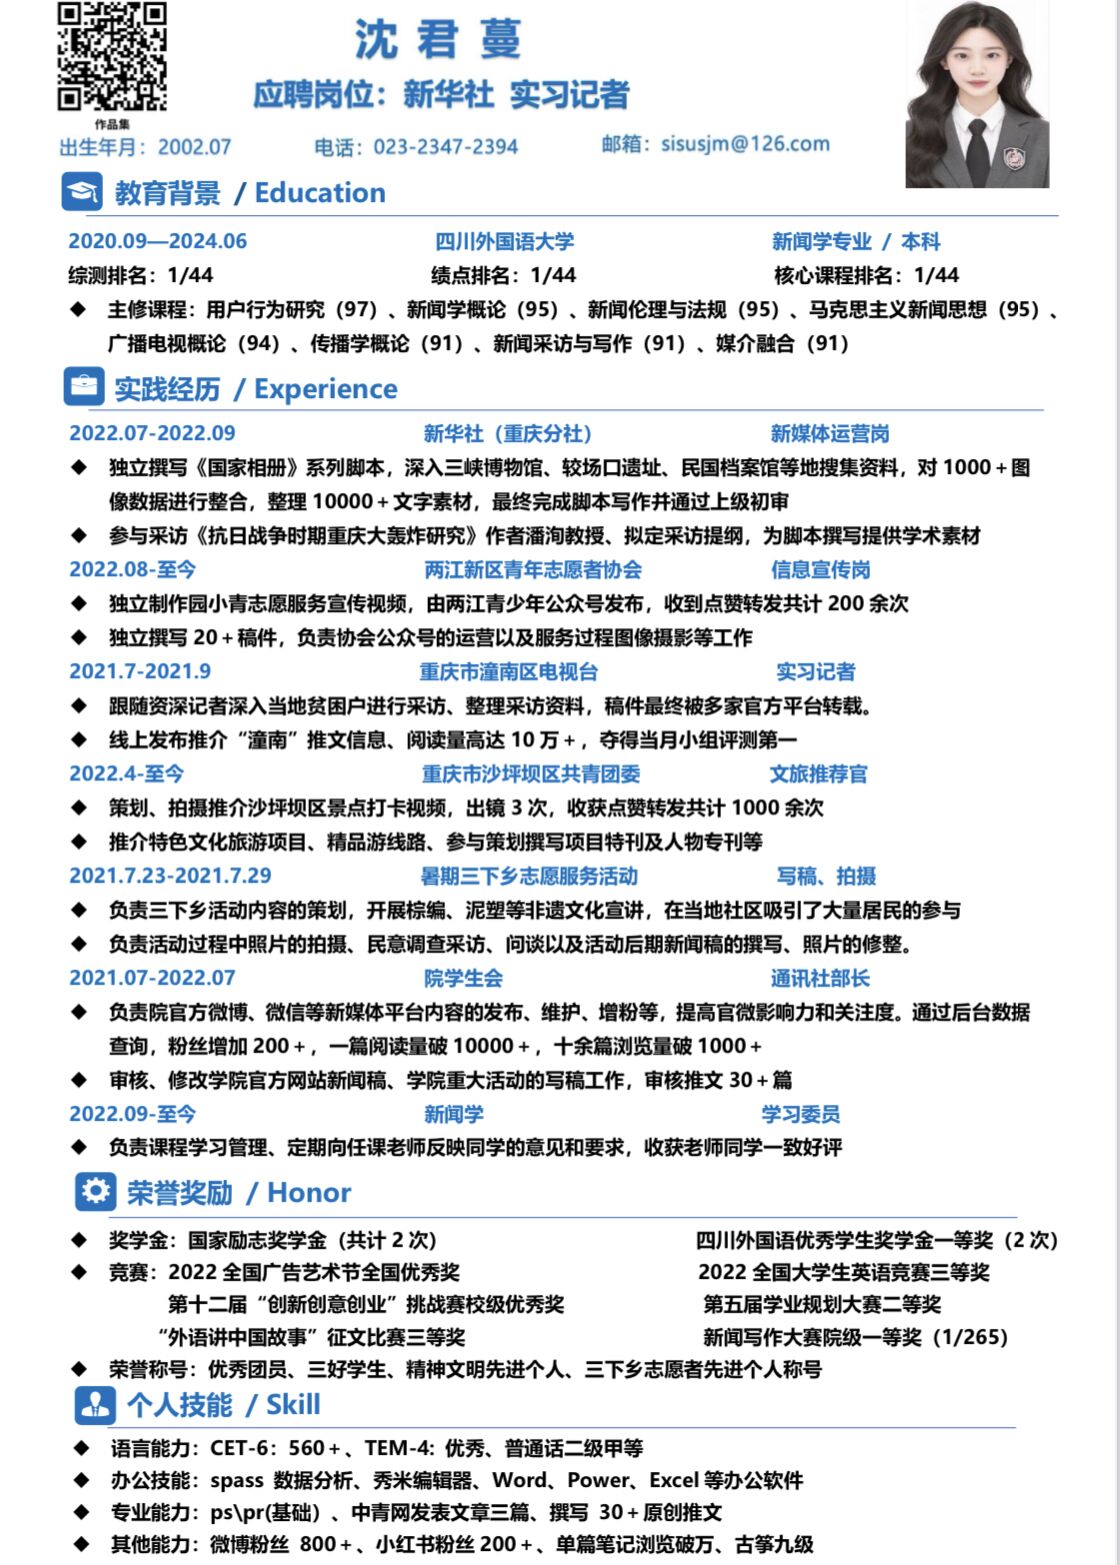 沈君蔓
应聘岗位：新华社 实习记者
作品集
出生年月：2002.07 电话：023-2347-2394 邮箱：sisusjm@126.com
教育背景 / Education
2020.09—2024.06 四川外国语大学 新闻学专业 / 本科
综测排名：1/44 绩点排名：1/44 核心课程排名：1/44
◆ 主修课程：用户行为研究（97）、新闻学概论（95）、新闻伦理与法规（95）、马克思主义新闻思想（95）、
广播电视概论（94）、传播学概论（91）、新闻采访与写作（91）、媒介融合（91）
实践经历 / Experience
2022.07-2022.09 新华社（重庆分社） 新媒体运营岗
◆ 独立撰写《国家相册》系列脚本，深入三峡博物馆、较场口遗址、民国档案馆等地搜集资料，对 1000＋图
像数据进行整合，整理 10000＋文字素材，最终完成脚本写作并通过上级初审
◆ 参与采访《抗日战争时期重庆大轰炸研究》作者潘洵教授、拟定采访提纲，为脚本撰写提供学术素材
2022.08-至今 两江新区青年志愿者协会 信息宣传岗
◆ 独立制作园小青志愿服务宣传视频，由两江青少年公众号发布，收到点赞转发共计 200 余次
◆ 独立撰写 20＋稿件，负责协会公众号的运营以及服务过程图像摄影等工作
2021.7-2021.9 重庆市潼南区电视台 实习记者
◆ 跟随资深记者深入当地贫困户进行采访、整理采访资料，稿件最终被多家官方平台转载。
◆ 线上发布推介“潼南”推文信息、阅读量高达 10 万＋，夺得当月小组评测第一
2022.4-至今 重庆市沙坪坝区共青团委 文旅推荐官
◆ 策划、拍摄推介沙坪坝区景点打卡视频，出镜 3 次，收获点赞转发共计 1000 余次
◆ 推介特色文化旅游项目、精品游线路、参与策划撰写项目特刊及人物专刊等
2021.7.23-2021.7.29 暑期三下乡志愿服务活动 写稿、拍摄
◆ 负责三下乡活动内容的策划，开展棕编、泥塑等非遗文化宣讲，在当地社区吸引了大量居民的参与
◆ 负责活动过程中照片的拍摄、民意调查采访、问谈以及活动后期新闻稿的撰写、照片的修整。
2021.07-2022.07 院学生会 通讯社部长
◆ 负责院官方微博、微信等新媒体平台内容的发布、维护、增粉等，提高官微影响力和关注度。通过后台数据
查询，粉丝增加 200＋，一篇阅读量破 10000＋，十余篇浏览量破 1000＋
◆ 审核、修改学院官方网站新闻稿、学院重大活动的写稿工作，审核推文 30＋篇
2022.09-至今 新闻学 学习委员
◆ 负责课程学习管理、定期向任课老师反映同学的意见和要求，收获老师同学一致好评
荣誉奖励 / Honor
◆ 奖学金：国家励志奖学金（共计 2 次） 四川外国语优秀学生奖学金一等奖（2 次）
◆ 竞赛：2022 全国广告艺术节全国优秀奖 2022 全国大学生英语竞赛三等奖
第十二届“创新创意创业”挑战赛校级优秀奖 第五届学业规划大赛二等奖
“外语讲中国故事”征文比赛三等奖 新闻写作大赛院级一等奖（1/265）
◆ 荣誉称号：优秀团员、三好学生、精神文明先进个人、三下乡志愿者先进个人称号
个人技能 / Skill
◆ 语言能力：CET-6：560＋、TEM-4: 优秀、普通话二级甲等
◆ 办公技能：spass 数据分析、秀米编辑器、Word、Power、Excel 等办公软件
◆ 专业能力：ps\pr(基础）、中青网发表文章三篇、撰写 30＋原创推文
◆ 其他能力：微博粉丝 800＋、小红书粉丝 200＋、单篇笔记浏览破万、古筝九级